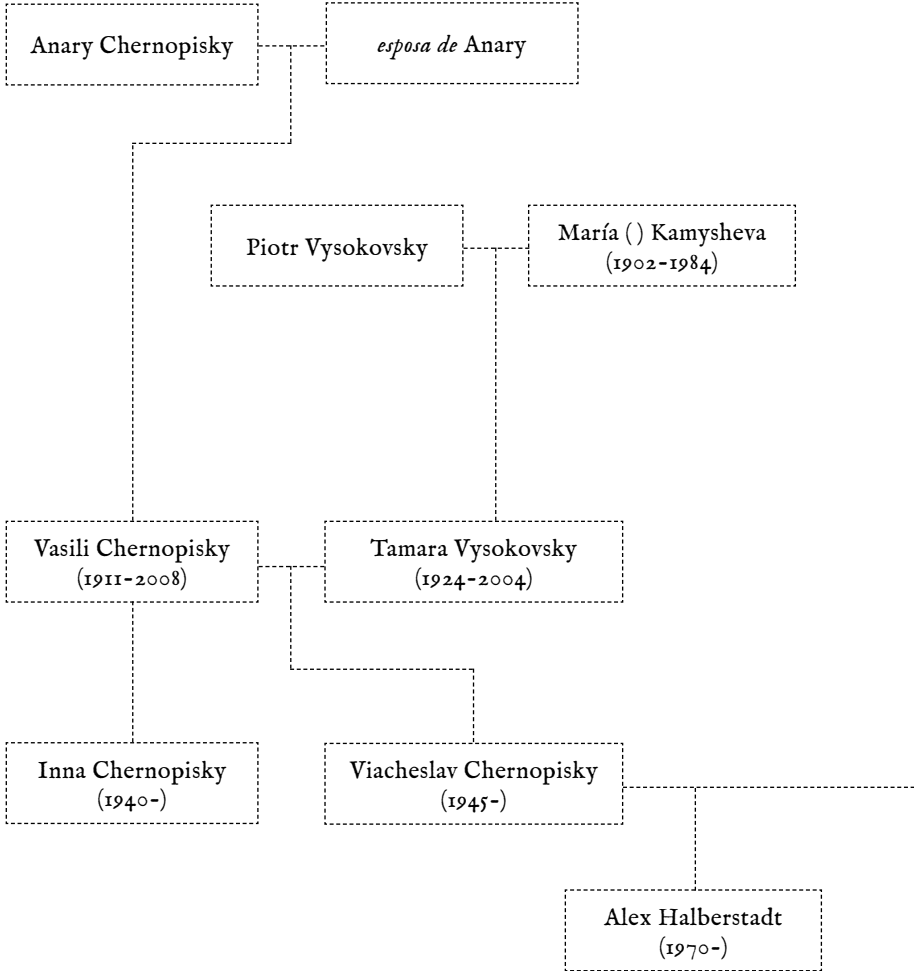 Anary Chernopisky
esposa de Anary
Piotr Vysokovsky
María ( ) Kamysheva
(1902-1984)
Vasili Chernopisky
(1911-2008)
Tamara Vysokovsky
(1924-2004)
Inna Chernopisky
(1940-)
Viacheslav Chernopisky
(1945-)
Alex Halberstadt
(1970-)